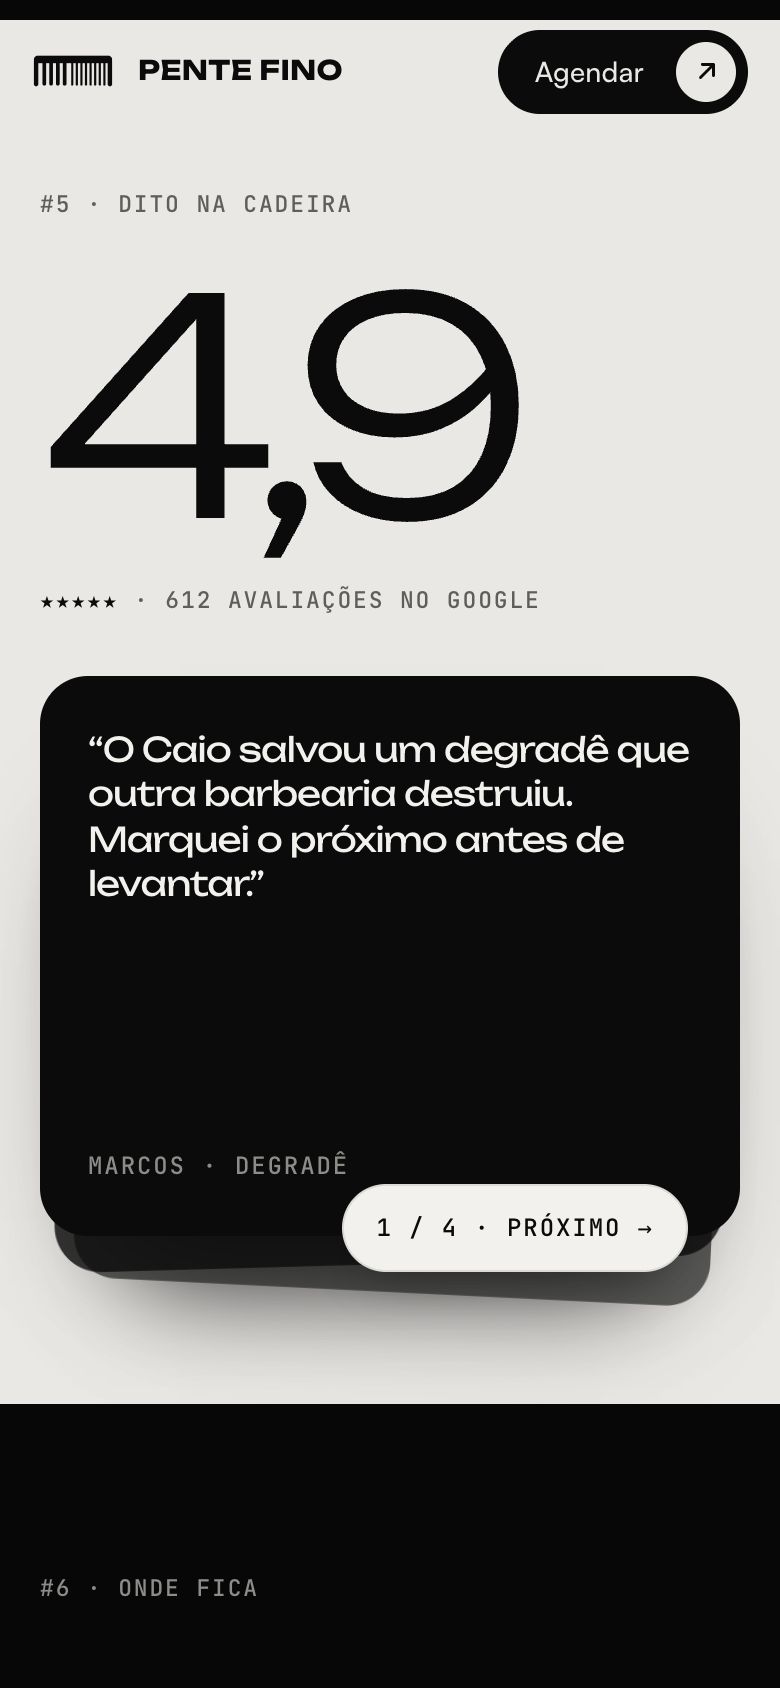 PENTE FINO
Agendar
#5 · DITO NA CADEIRA
4,9
★★★★★ · 612 AVALIAÇÕES NO GOOGLE
“O Caio salvou um degradê que
outra barbearia destruiu.
Marquei o próximo antes de
levantar.”
MARCOS · DEGRADÊ
1 / 4 · PRÓXIMO →
#6 · ONDE FICA